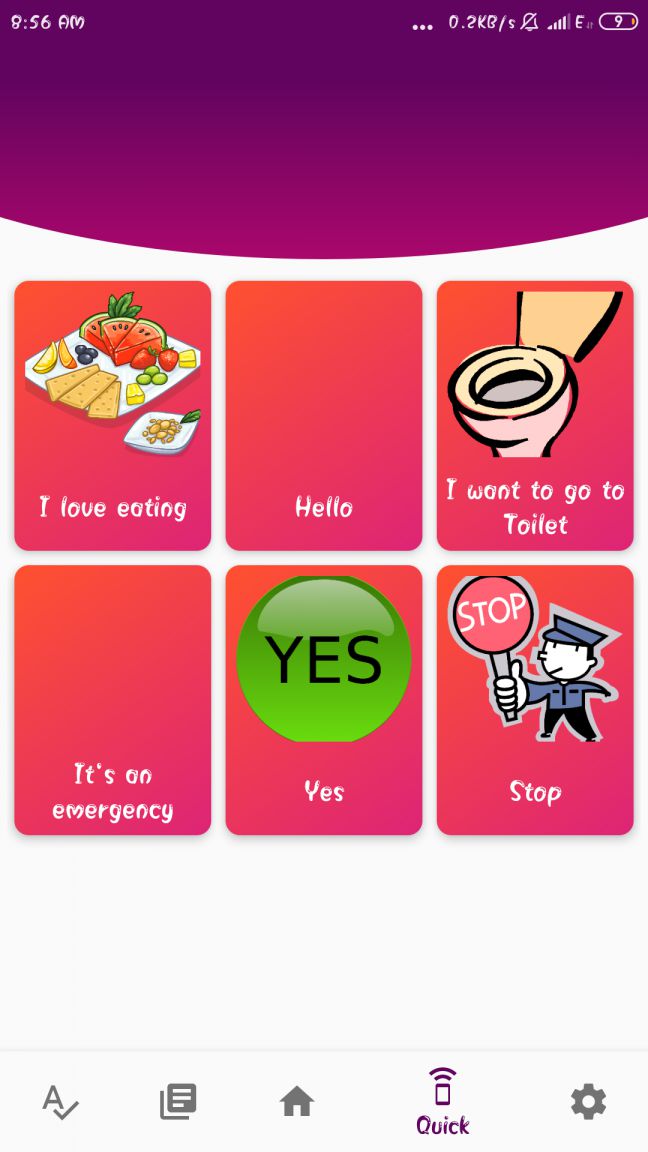 8:56 AM
... 0.2KB/s E 9
I love eating
Hello
I want to go to
Toilet
It's an
emergency
YES
Yes
STOP
Stop
Quick